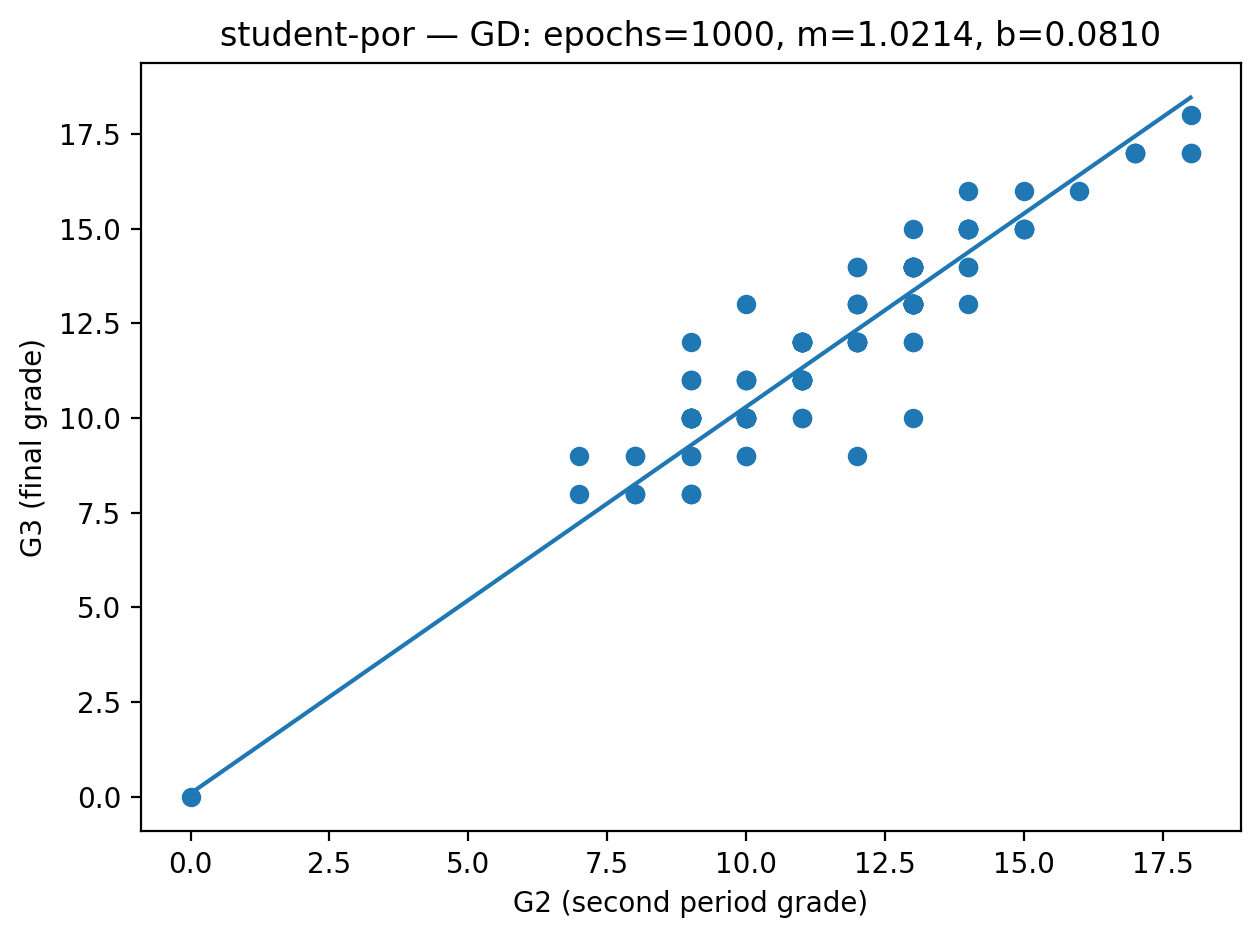 student-por — GD: epochs=1000, m=1.0214, b=0.0810
17.5
15.0
12.5
10.0
7.5
5.0
2.5
0.0
G3 (final grade)
0.0 2.5 5.0 7.5 10.0 12.5 15.0 17.5
G2 (second period grade)